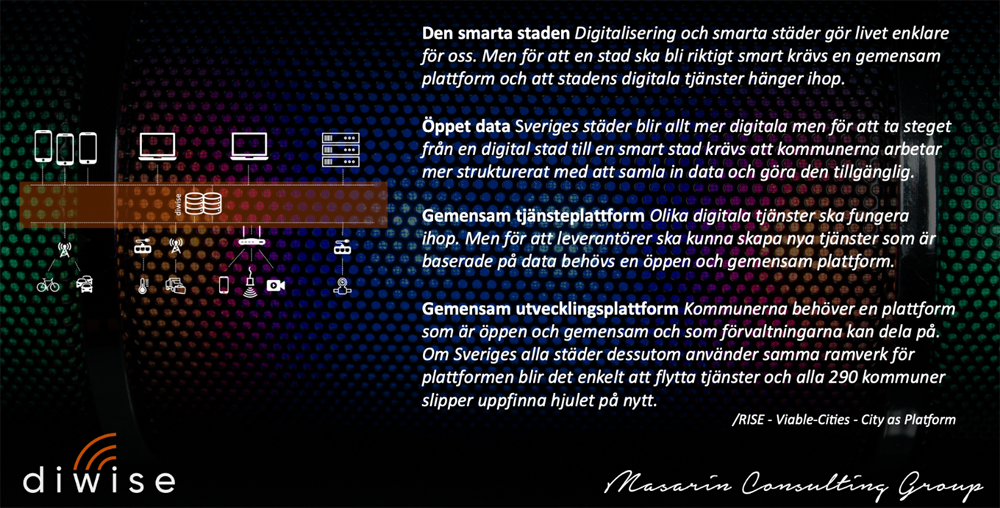 Den smarta staden Digitalisering och smarta städer gör livet enklare
för oss. Men för att en stad ska bli riktigt smart krävs en gemensam
plattform och att stadens digitala tjänster hänger ihop.
Öppet data Sveriges städer blir allt mer digitala men för att ta steget
från en digital stad till en smart stad krävs att kommunerna arbetar
mer strukturerat med att samla in data och göra den tillgänglig.
diwise
Gemensam tjänsteplattform Olika digitala tjänster ska fungera
ihop. Men för att leverantörer ska kunna skapa nya tjänster som är
baserade på data behövs en öppen och gemensam plattform.
Gemensam utvecklingsplattform Kommunerna behöver en plattform
som är öppen och gemensam och som förvaltningarna kan dela på.
Om Sveriges alla städer dessutom använder samma ramverk för
plattformen blir det enkelt att flytta tjänster och alla 290 kommuner
slipper uppfinna hjulet på nytt.
/RISE - Viable-Cities - City as Platform
diwise
Masarin Consulting Group